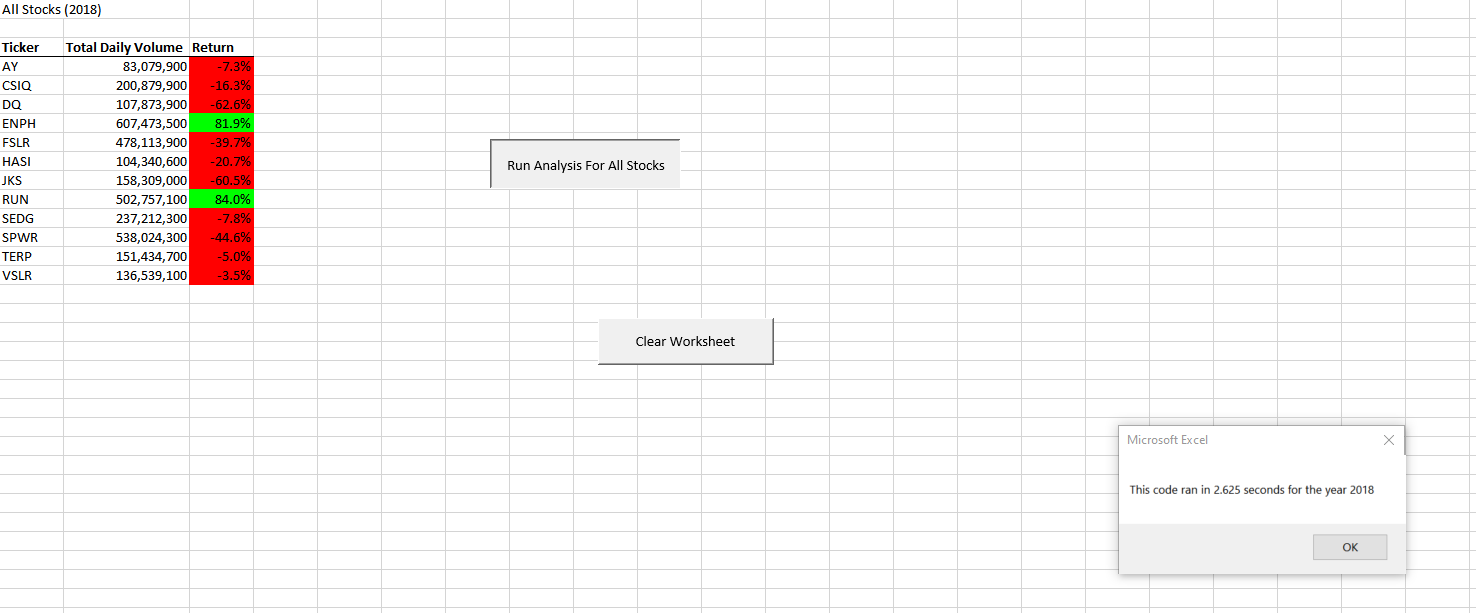 All Stocks (2018)
Ticker Total Daily Volume Return
AY 83,079,900 -7.3%
CSIQ 200,879,900 -16.3%
DQ 107,873,900 -62.6%
ENPH 607,473,500 81.9%
FSLR 478,113,900 -39.7%
HASI 104,340,600 -20.7%
JKS 158,309,000 -60.5%
RUN 502,757,100 84.0%
SEDG 237,212,300 -7.8%
SPWR 538,024,300 -44.6%
TERP 151,434,700 -5.0%
VSLR 136,539,100 -3.5%
Run Analysis For All Stocks
Clear Worksheet
Microsoft Excel
This code ran in 2.625 seconds for the year 2018
OK